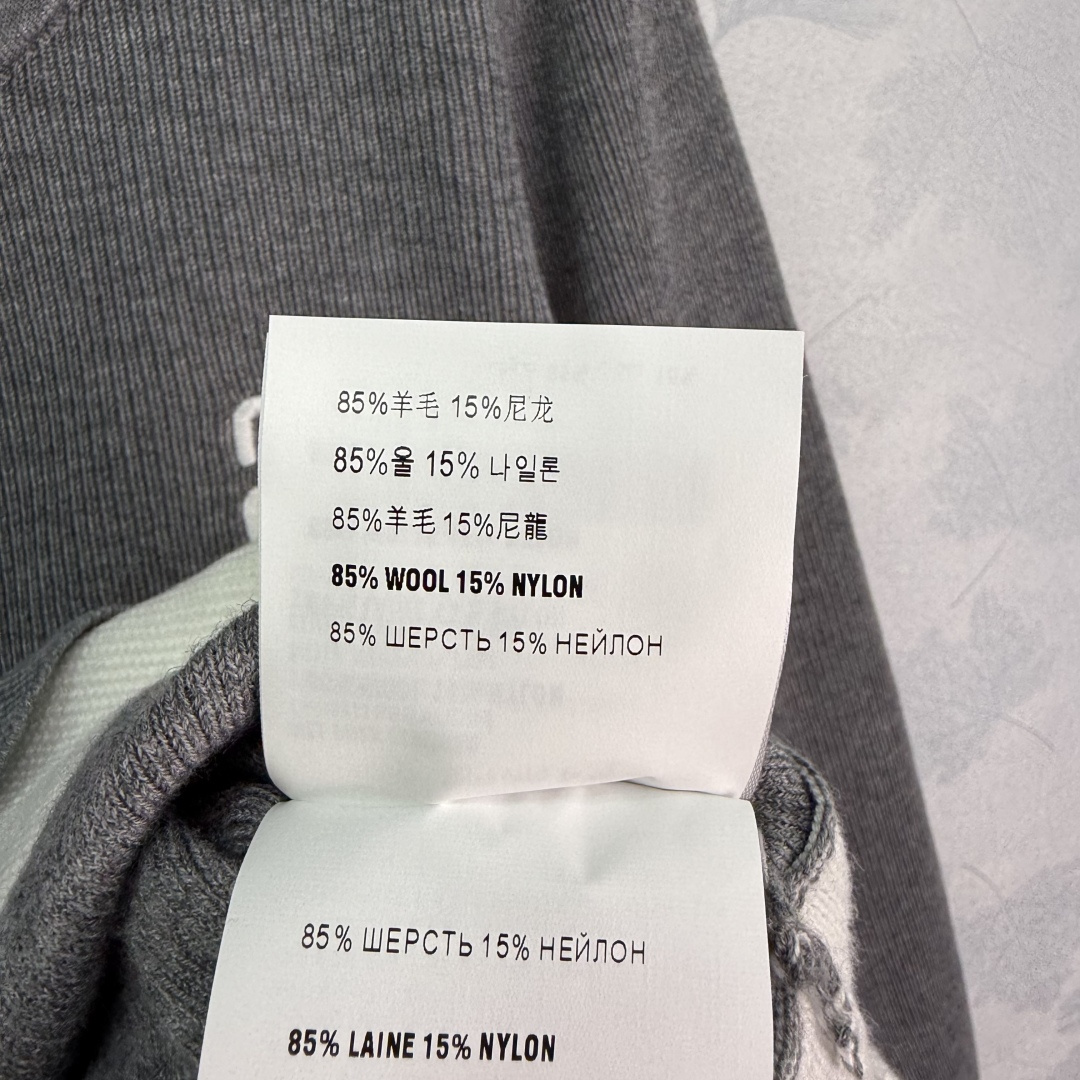 85%羊毛 15%尼龙
85%울 15% 나일론
85%羊毛 15%尼龍
85% WOOL 15% NYLON
85% ШЕРСТЬ 15% НЕЙЛОН
85% ШЕРСТЬ 15% НЕЙЛОН
85% LAINE 15% NYLON